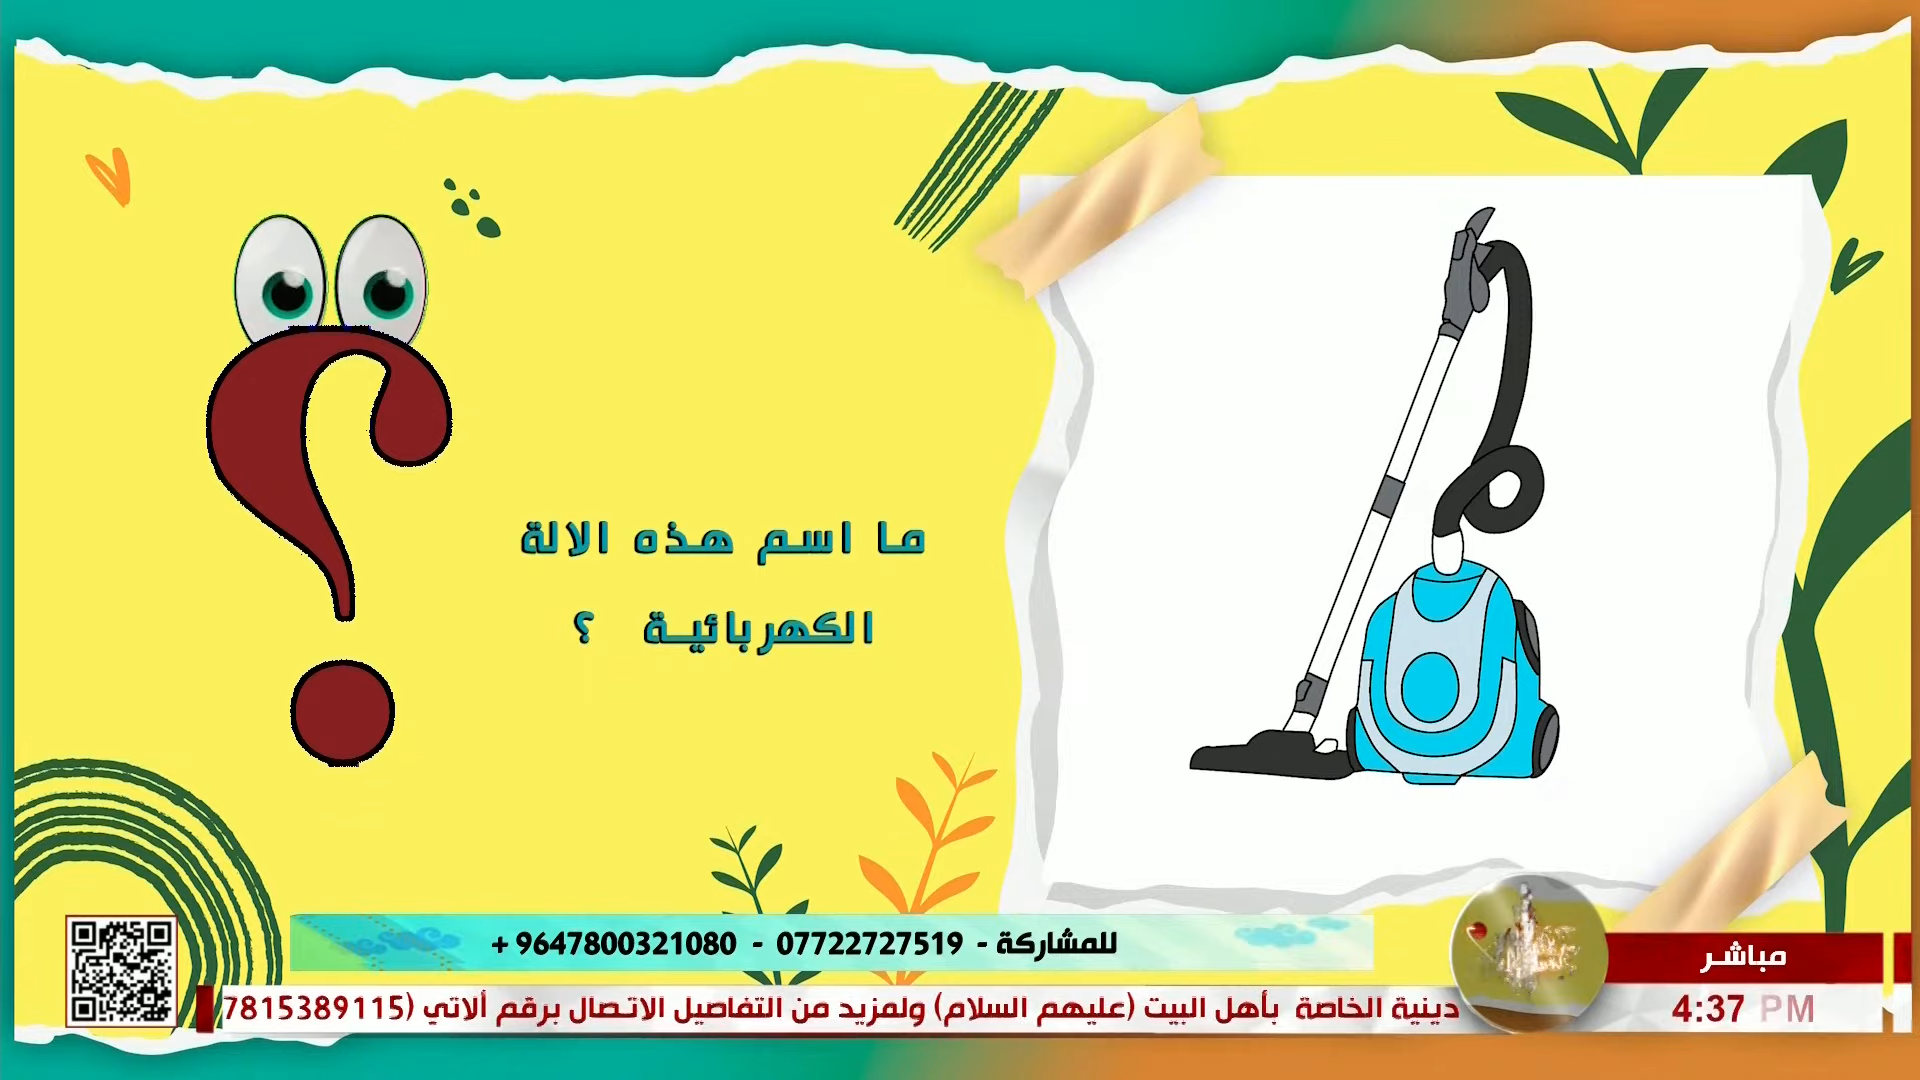 ما اسم هذه الالة
الكهربائية ؟
للمشاركة - 07722727519 - 9647800321080 +
مباشر
دينية الخاصة بأهل البيت (عليهم السلام) ولمزيد من التفاصيل الاتصال برقم ألاتي (7815389115
4:37 PM